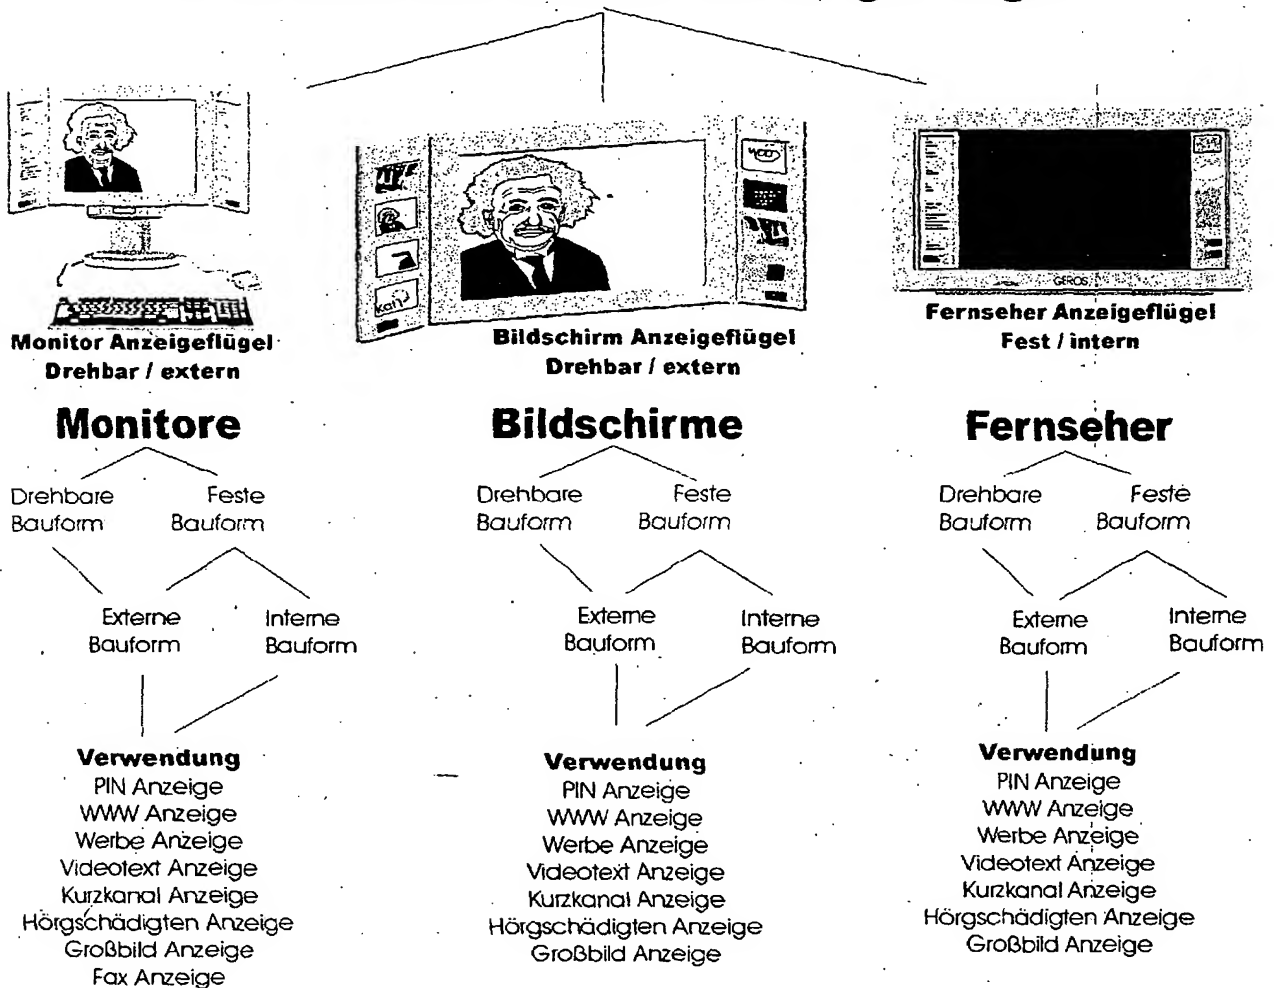 GEROS
Monitor Anzeigeflügel
Drehbar / extern
Bildschirm Anzeigeflügel
Drehbar / extern
Fernseher Anzeigeflügel
Fest / intern
Monitore
Drehbare
Bauform
Feste
Bauform
Externe
Bauform
Interne
Bauform
Verwendung
PIN Anzeige
WWW Anzeige
Werbe Anzeige
Videotext Anzeige
Kurzkanal Anzeige
Hörgschädigten Anzeige
Großbild Anzeige
Fax Anzeige
Bildschirme
Drehbare
Bauform
Feste
Bauform
Externe
Bauform
Interne
Bauform
Verwendung
PIN Anzeige
WWW Anzeige
Werbe Anzeige
Videotext Anzeige
Kurzkanal Anzeige
Hörgschädigten Anzeige
Großbild Anzeige
Fernseher
Drehbare
Bauform
Feste
Bauform
Externe
Bauform
Interne
Bauform
Verwendung
PIN Anzeige
WWW Anzeige
Werbe Anzeige
Videotext Anzeige
Kurzkanal Anzeige
Hörgschädigten Anzeige
Großbild Anzeige